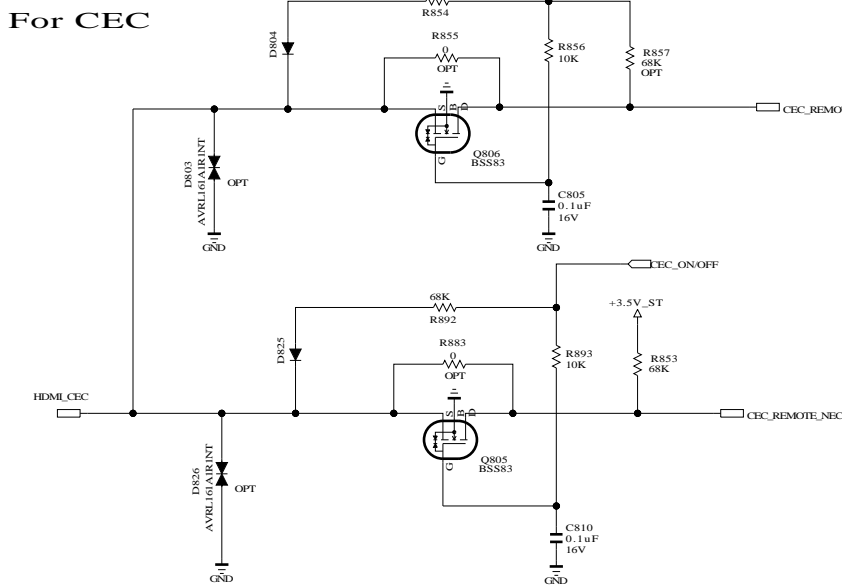 For CEC
R854
D804
R855
0
OPT
R856
10K
R857
68K
OPT
S
B
D
CEC_REMO
G
Q806
BSS83
D803
AVRL161A1R1NT
OPT
C805
0.1uF
16V
GND
GND
CEC_ON/OFF
68K
R892
+3.5V_ST
D825
R883
0
OPT
R893
10K
R853
68K
HDMI_CEC
S
B
D
CEC_REMOTE_NEC
G
Q805
BSS83
D826
AVRL161A1R1NT
OPT
C810
0.1uF
16V
GND
GND